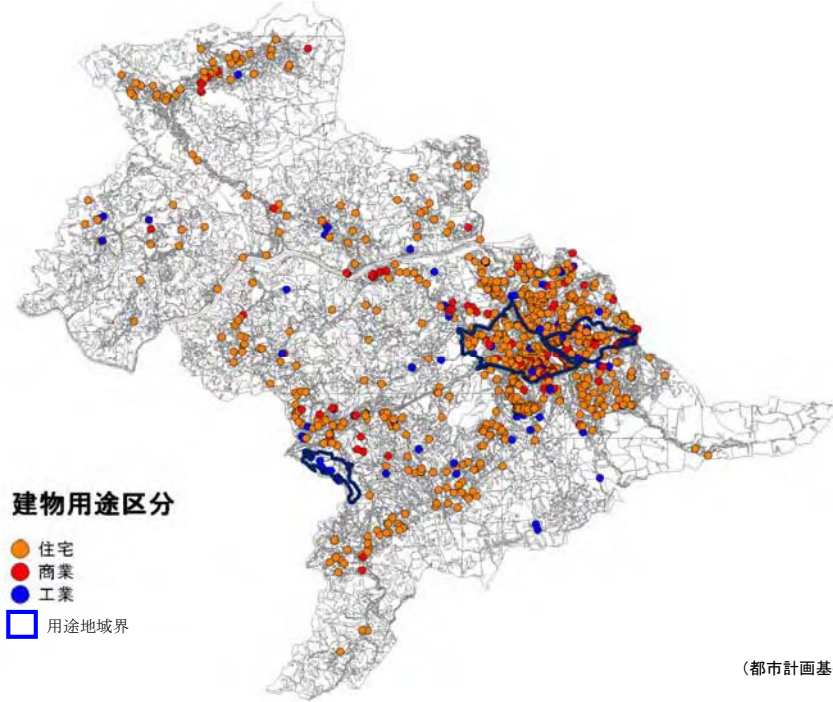 建物用途区分
住宅
商業
工業
用途地域界
(都市計画基